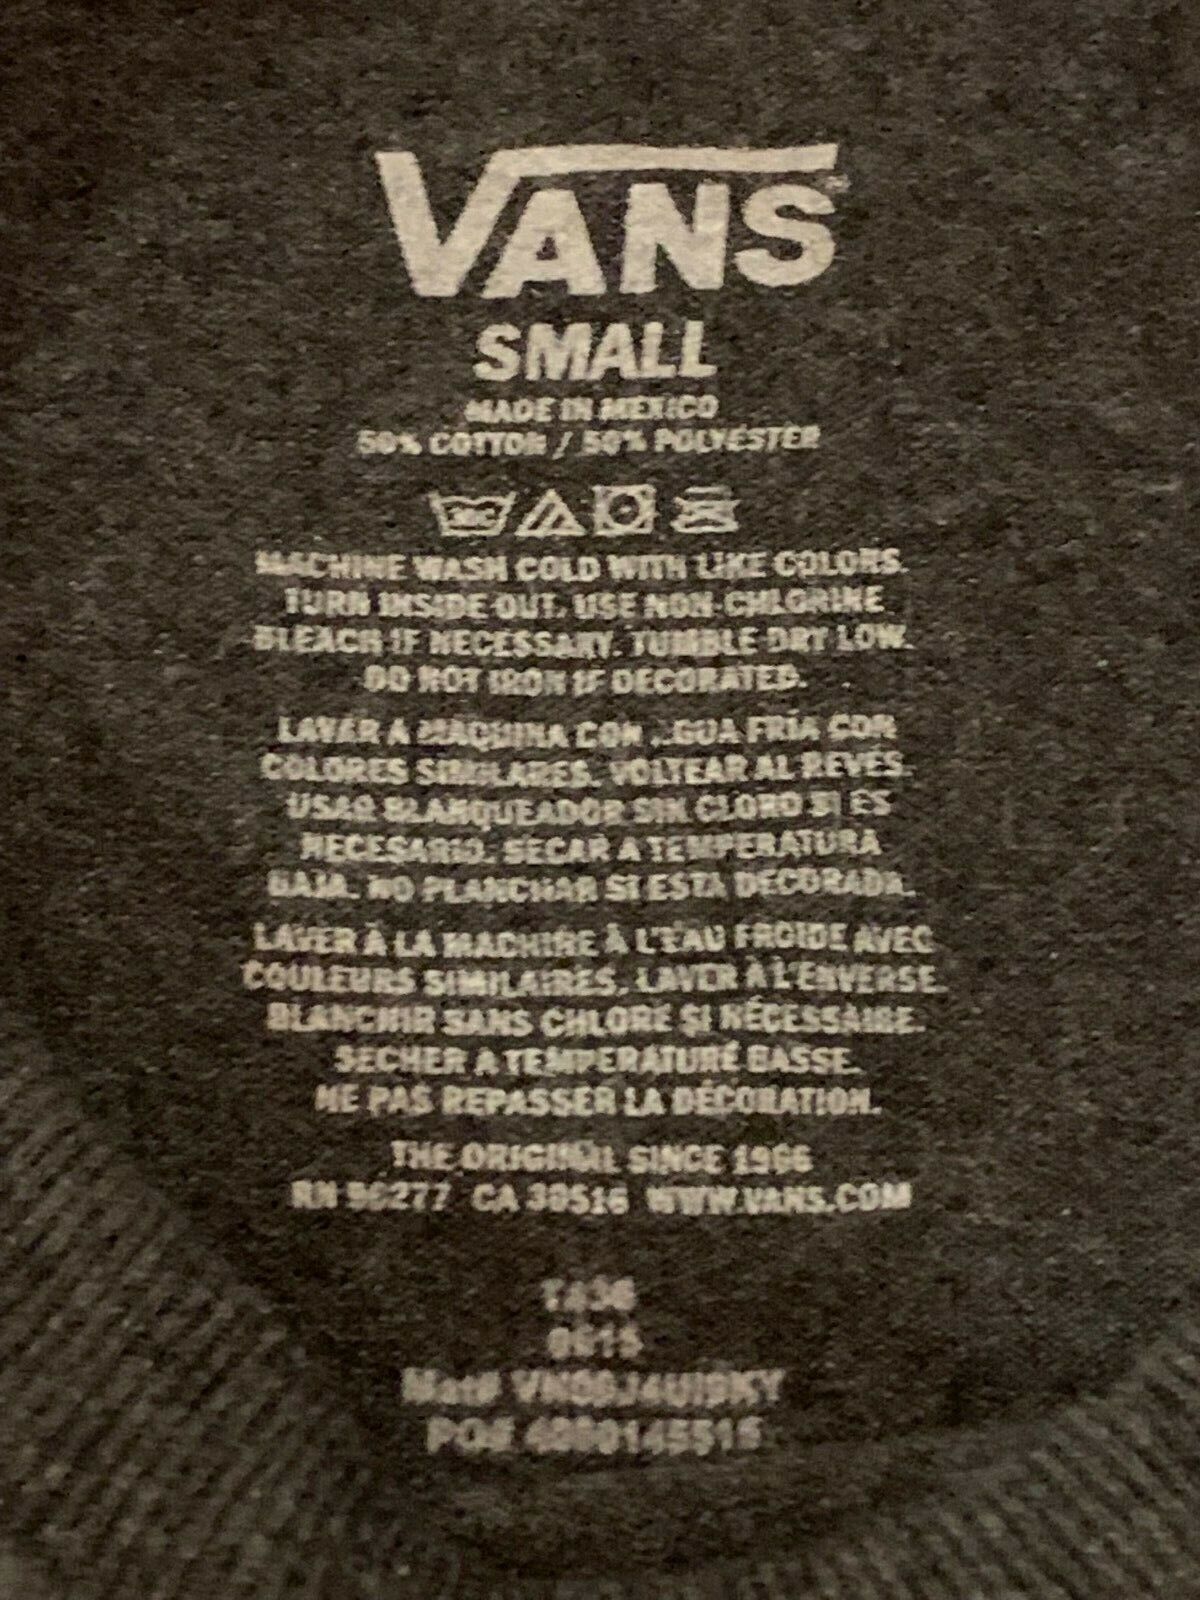 VANS
SMALL
MADE IN MEXICO
50% COTTON / 50% POLYESTER
MACHINE WASH COLD WITH LIKE COLORS.
TURN INSIDE OUT. USE NON-CHLORINE
BLEACH IF NECESSARY. TUMBLE DRY LOW.
DO NOT IRON IF DECORATED.
LAVAR A MAQUINA CON AGUA FRÍA CON
COLORES SIMILARES. VOLTEAR AL REVES.
USAR BLANQUEADOR SIN CLORO SI ES
NECESARIO. SECAR A TEMPERATURA
BAJA. NO PLANCHAR SI ESTA DECORADA.
LAVER À LA MACHINE À L'EAU FROIDE AVEC
COULEURS SIMILAIRES. LAVER À L'ENVERSE.
BLANCHIR SANS CHLORE SI NÉCESSAIRE.
SECHER A TEMPERATURE BASSE.
NE PAS REPASSER LA DÉCORATION.
THE ORIGINAL SINCE 1966
RN 96277 CA 30516 WWW.VANS.COM
Mat#
PO#